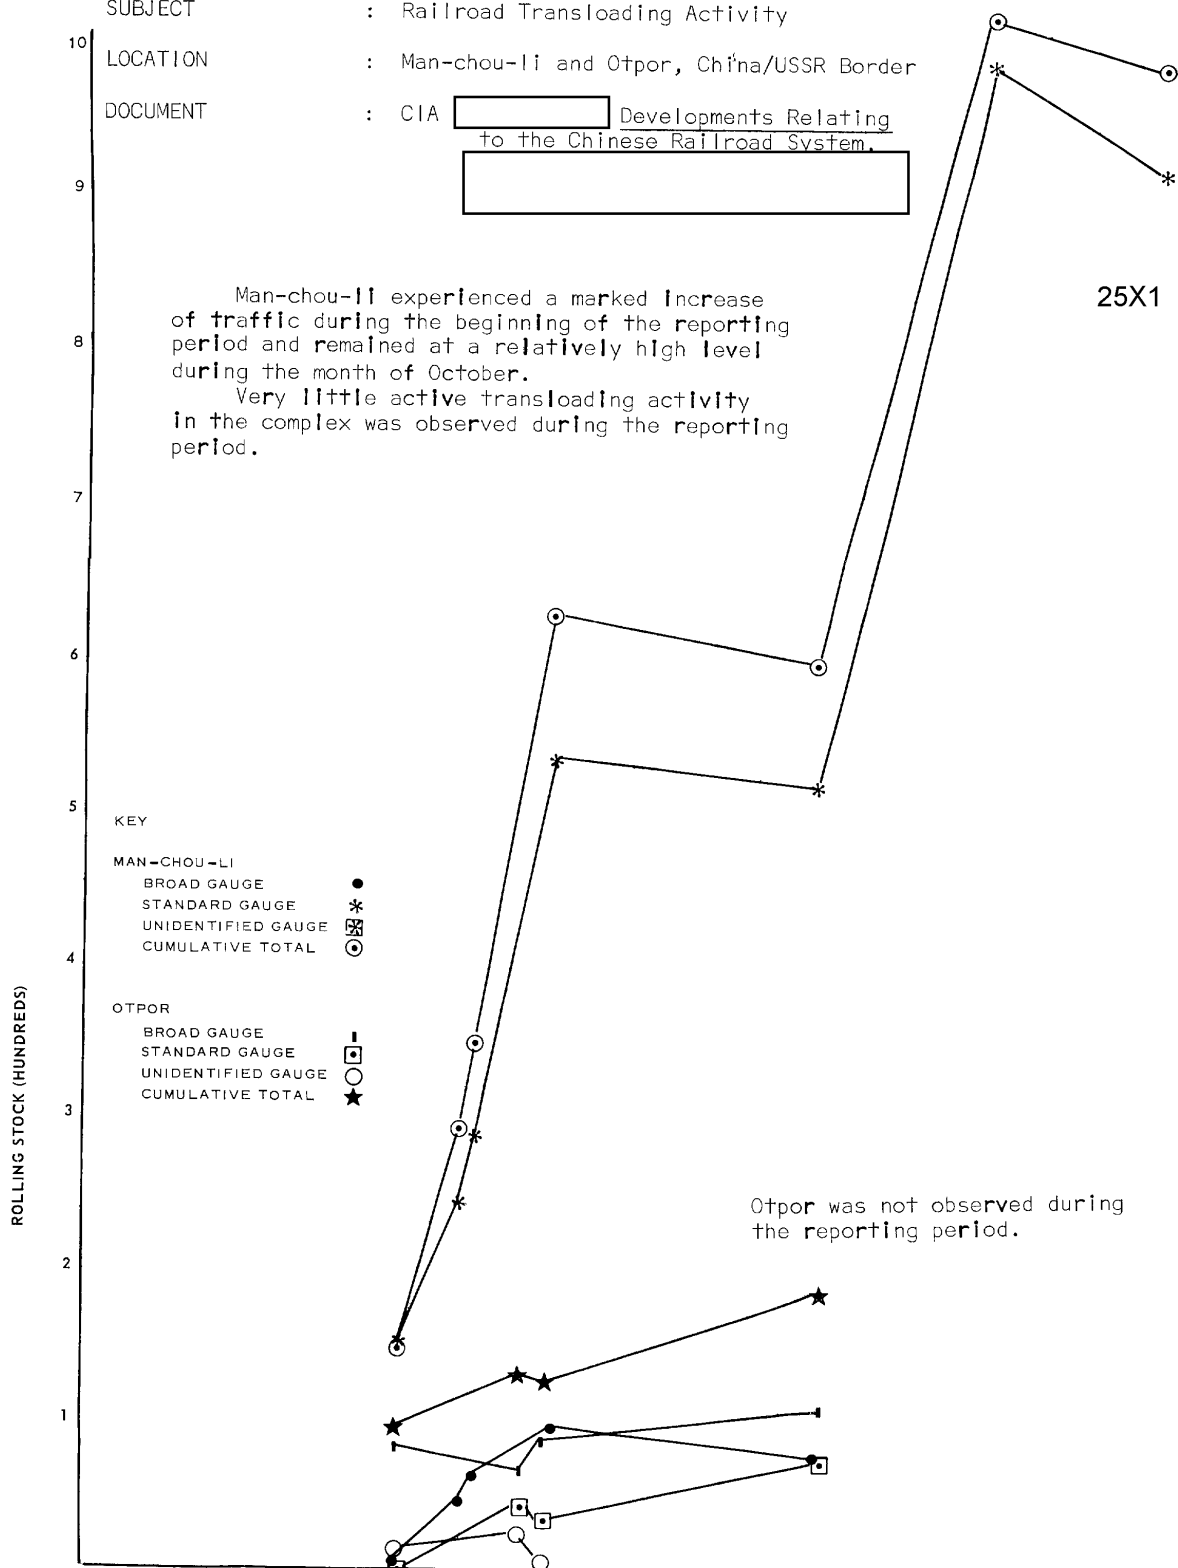 SUBJECT : Railroad Transloading Activity
LOCATION : Man-chou-li and Otpor, China/USSR Border
DOCUMENT : CIA Developments Relating
to the Chinese Railroad System.
Man-chou-li experienced a marked increase
of traffic during the beginning of the reporting
period and remained at a relatively high level
during the month of October.
Very little active transloading activity
in the complex was observed during the reporting
period.
25X1
10
9
8
7
6
5
4
3
2
1
ROLLING STOCK (HUNDREDS)
KEY
MAN-CHOU-LI
BROAD GAUGE
STANDARD GAUGE
UNIDENTIFIED GAUGE
CUMULATIVE TOTAL
OTPOR
BROAD GAUGE
STANDARD GAUGE
UNIDENTIFIED GAUGE
CUMULATIVE TOTAL
Otpor was not observed during
the reporting period.